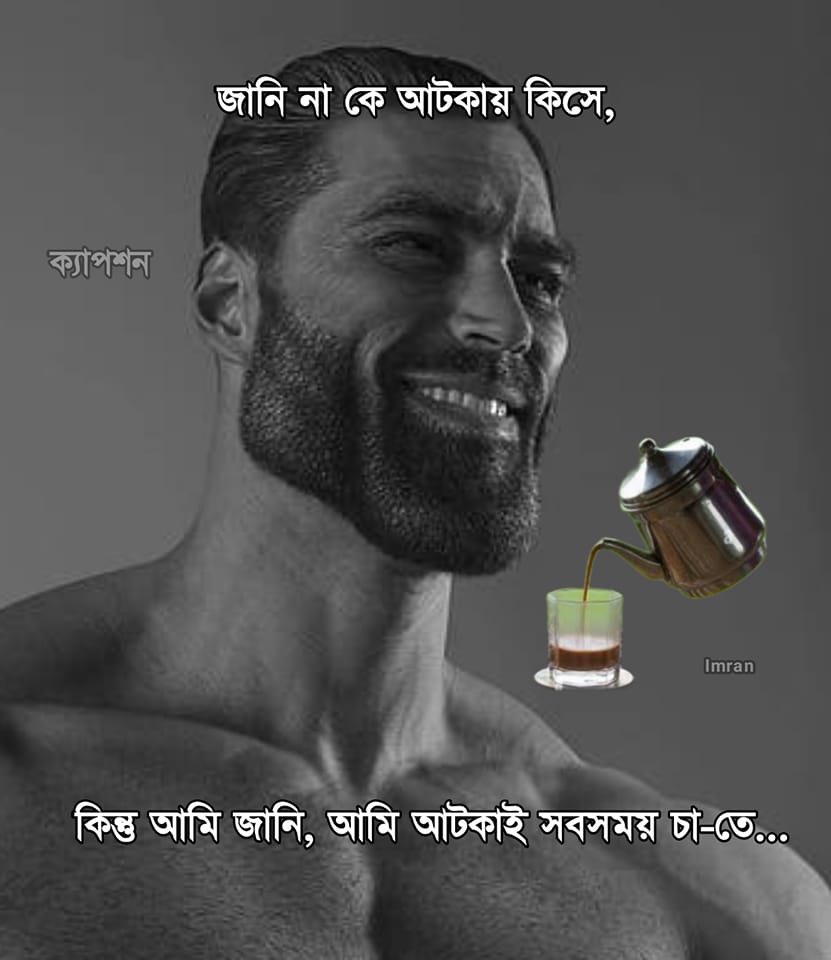 জানি না কে আটকায় কিসে,
ক্যাপশন
Imran
কিন্তু আমি জানি, আমি আটকাই সবসময় চা-তে...